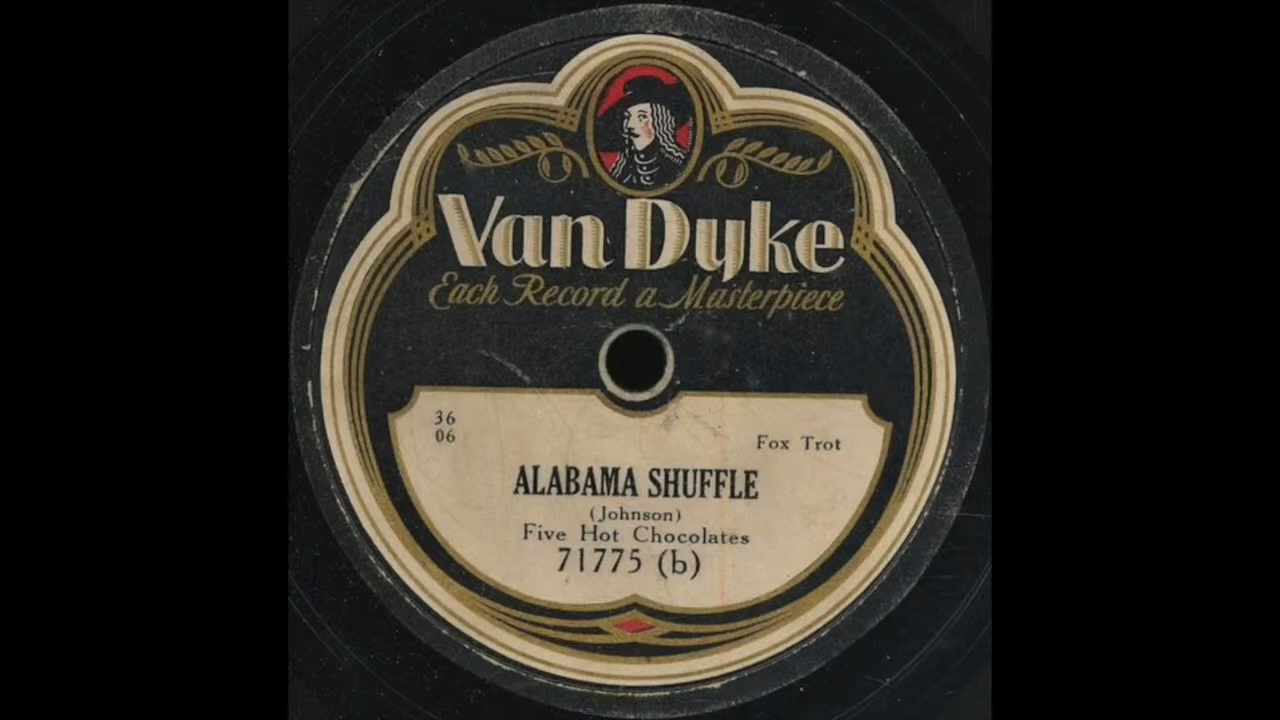 Van Dyke
Each Record a Masterpiece
36
06
Fox Trot
ALABAMA SHUFFLE
(Johnson)
Five Hot Chocolates
71775 (b)